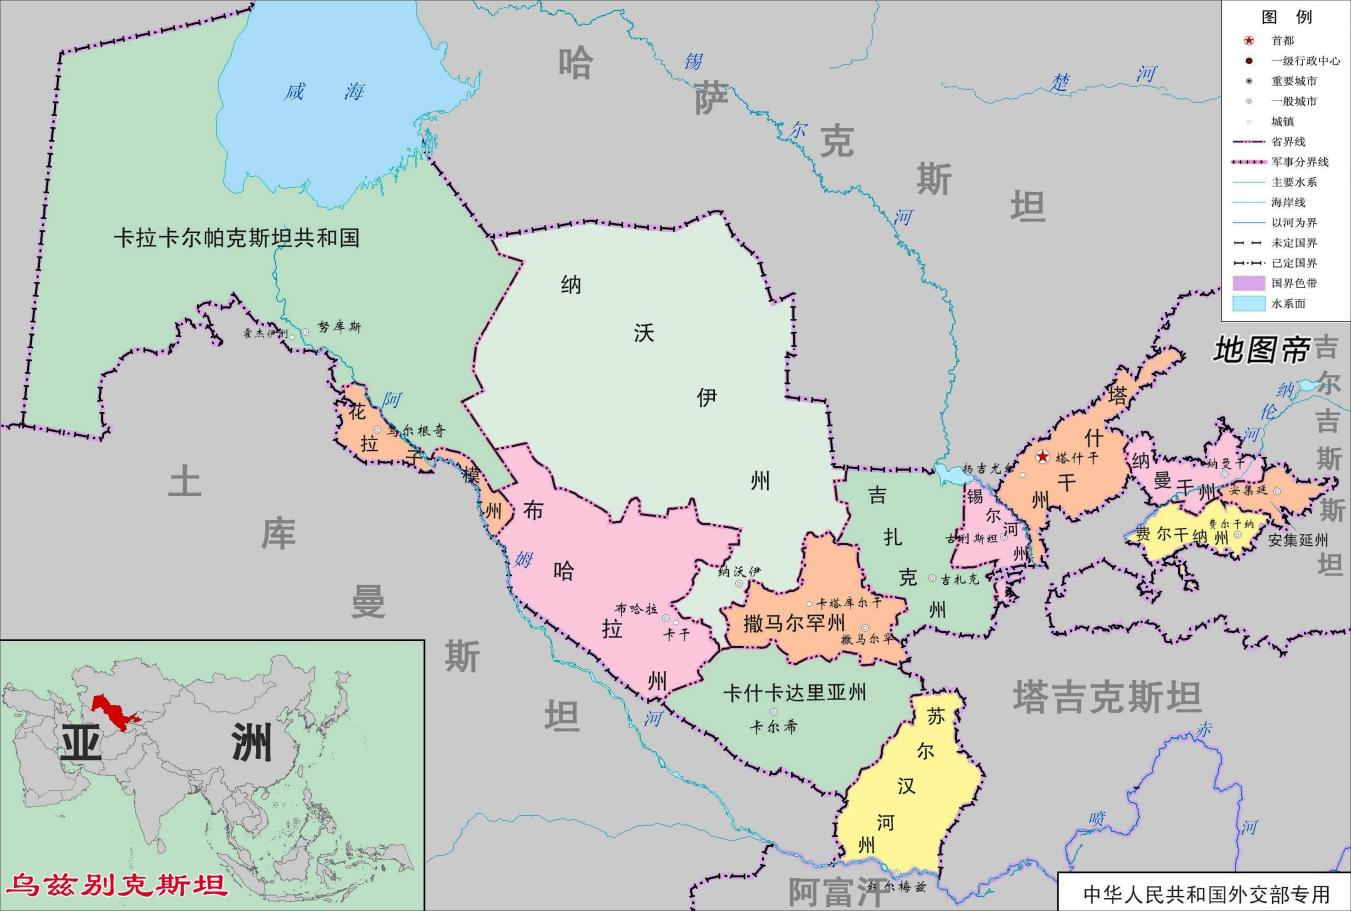 图 例
首都
一级行政中心
重要城市
一般城市
城镇
省界线
军事分界线
主要水系
海岸线
以河为界
未定国界
已定国界
国界色带
水系面
地图帝
哈萨克斯坦
锡尔河
楚河
咸海
卡拉卡尔帕克斯坦共和国
霍杰伊利
努库斯
阿姆河
花拉子模州
乌尔根奇
纳沃伊州
纳沃伊
布哈拉州
布哈拉
卡干
土库曼斯坦
吉扎克州
吉扎克
锡尔河州
古利斯坦
扬吉尤尔
塔什干州
塔什干
纳曼干州
纳曼干
安集延
安集延州
费尔干纳州
费尔干纳
纳伦河
吉尔吉斯斯坦
撒马尔罕州
卡塔库尔干
撒马尔罕
卡什卡达里亚州
卡尔希
苏尔汉河州
塔吉克斯坦
喷赤河
阿富汗
亚洲
乌兹别克斯坦
中华人民共和国外交部专用